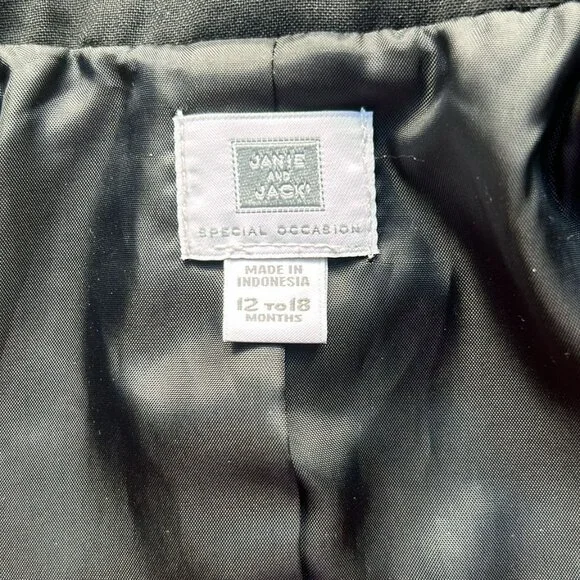 JANIE
AND
JACK
SPECIAL OCCASION
MADE IN
INDONESIA
12 TO 18
MONTHS